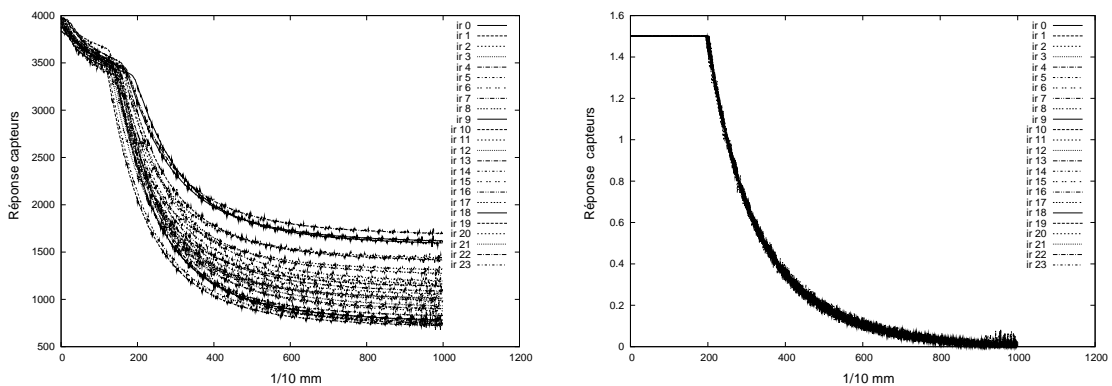 4000
3500
3000
2500
2000
1500
1000
500
0
200
400
600
800
1000
1200
Réponse capteurs
1/10 mm
ir 0
ir 1
ir 2
ir 3
ir 4
ir 5
ir 6
ir 7
ir 8
ir 9
ir 10
ir 11
ir 12
ir 13
ir 14
ir 15
ir 16
ir 17
ir 18
ir 19
ir 20
ir 21
ir 22
ir 23
1.6
1.4
1.2
1
0.8
0.6
0.4
0.2
0
0
200
400
600
800
1000
1200
Réponse capteurs
1/10 mm
ir 0
ir 1
ir 2
ir 3
ir 4
ir 5
ir 6
ir 7
ir 8
ir 9
ir 10
ir 11
ir 12
ir 13
ir 14
ir 15
ir 16
ir 17
ir 18
ir 19
ir 20
ir 21
ir 22
ir 23